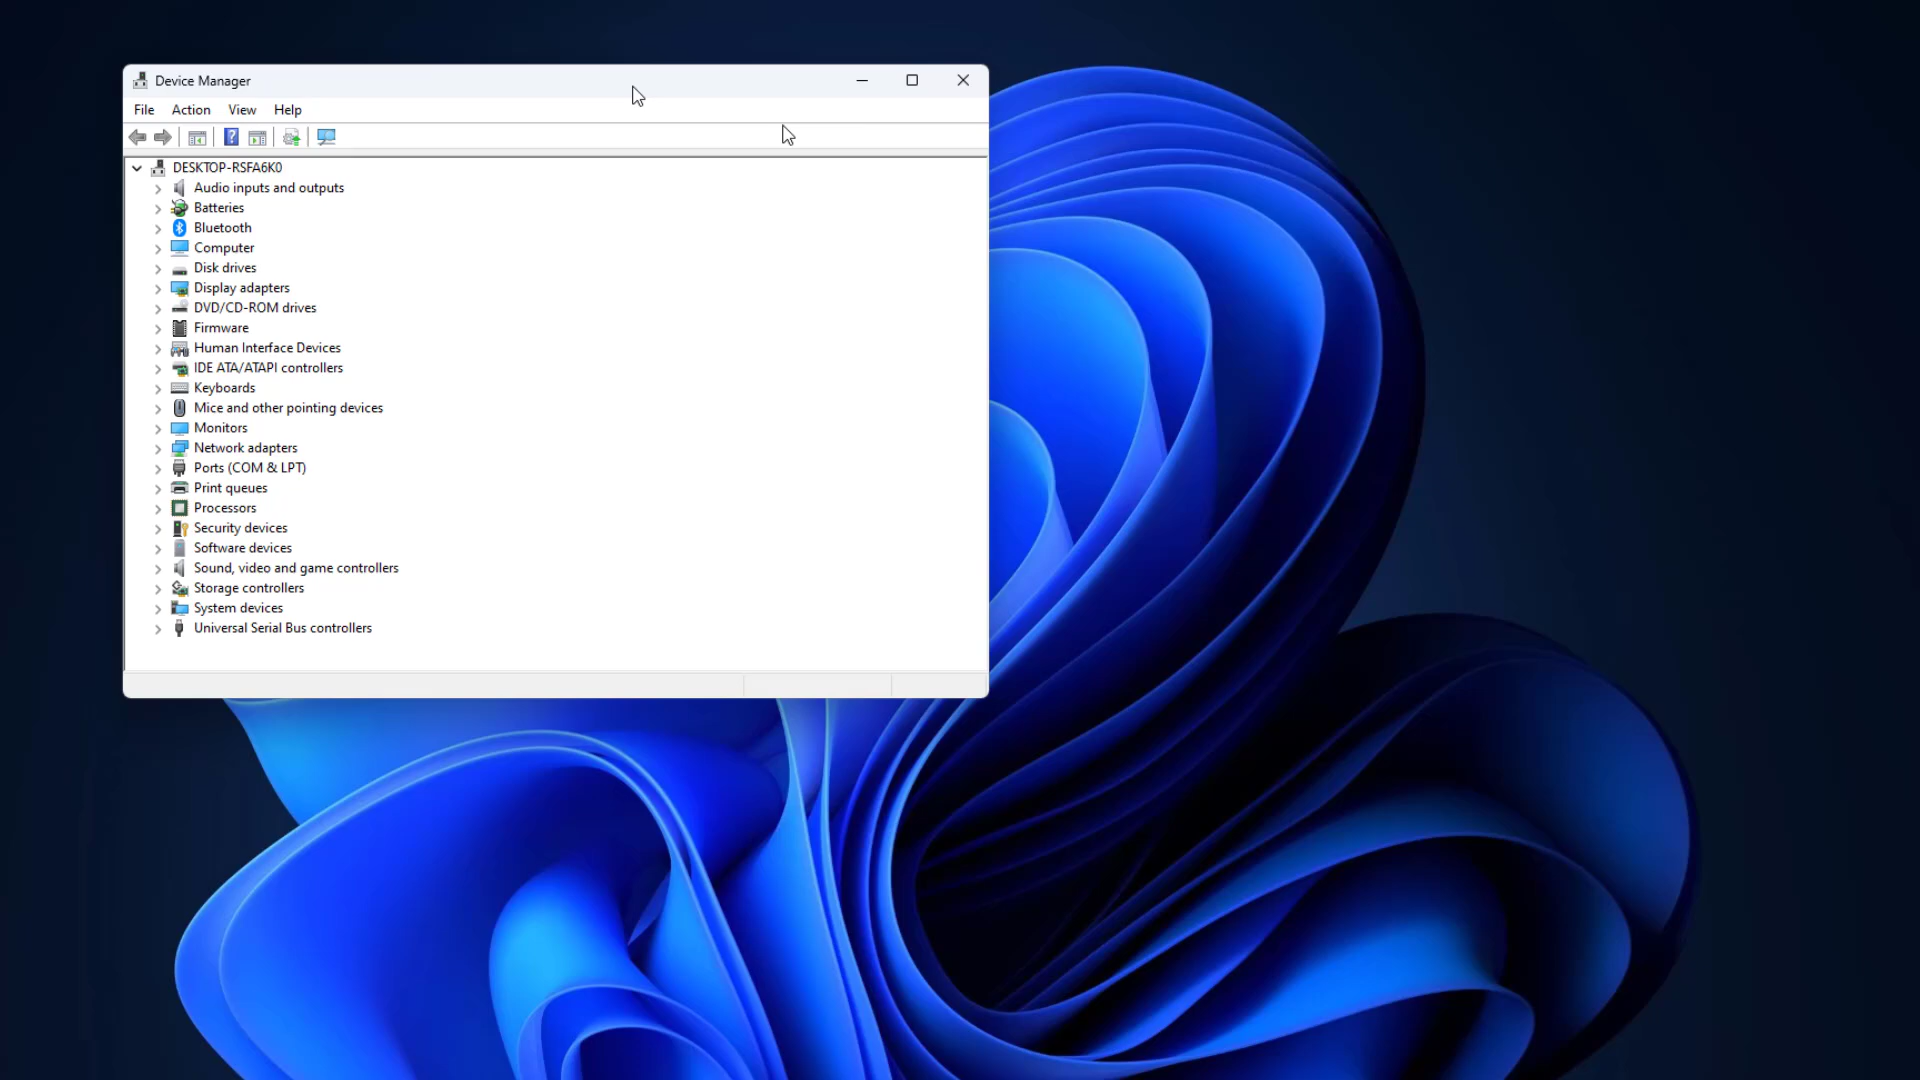 Device Manager
File Action View Help
DESKTOP-RSFA6K0
Audio inputs and outputs
Batteries
Bluetooth
Computer
Disk drives
Display adapters
DVD/CD-ROM drives
Firmware
Human Interface Devices
IDE ATA/ATAPI controllers
Keyboards
Mice and other pointing devices
Monitors
Network adapters
Ports (COM & LPT)
Print queues
Processors
Security devices
Software devices
Sound, video and game controllers
Storage controllers
System devices
Universal Serial Bus controllers